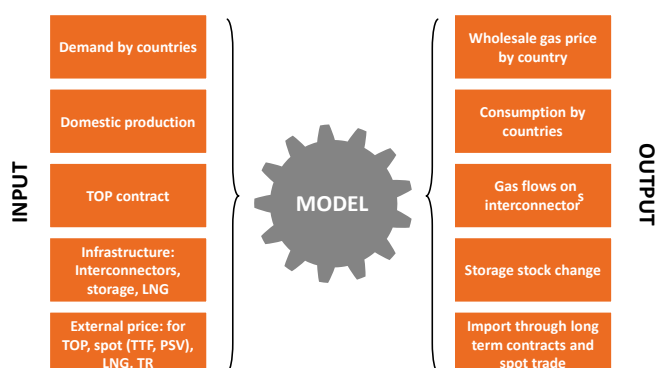 INPUT
Demand by countries
Domestic production
TOP contract
Infrastructure:
Interconnectors,
storage, LNG
External price: for
TOP, spot (TTF, PSV),
LNG, TR
MODEL
Wholesale gas price
by country
Consumption by
countries
Gas flows on
interconnectors
Storage stock change
Import through long
term contracts and
spot trade
OUTPUT